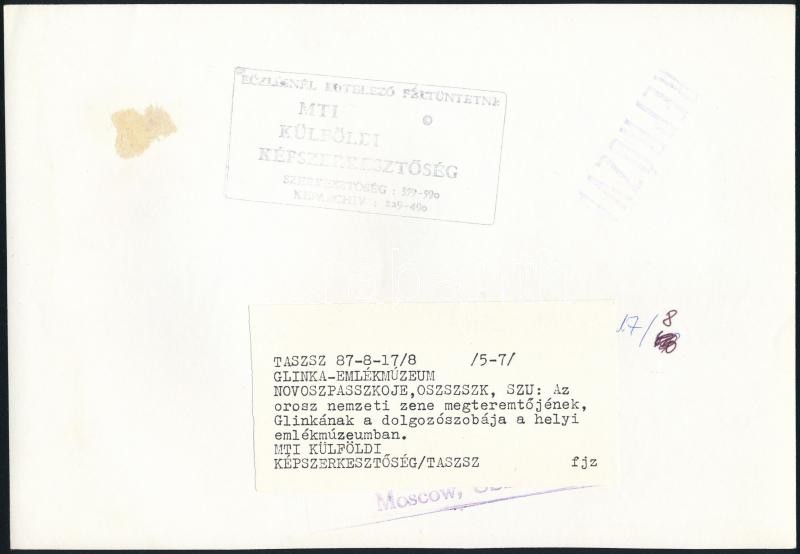 KÖZLÉSNÉL KÖTELEZŐ FELTÜNTETNI
MTI ©
KÜLFÖLDI
KÉPSZERKESZTŐSÉG
SZERKESZTŐSÉG : 359-590
KÉPARCHIV : 229-490
17/8
TASZSZ 87-8-17/8 /5-7/
GLINKA-EMLÉKMÚZEUM
NOVOSZPASSZKOJE,OSZSZSZK, SZU: Az
orosz nemzeti zene megteremtőjének,
Glinkának a dolgozószobája a helyi
emlékmúzeumban.
MTI KÜLFÖLDI
KÉPSZERKESZTŐSÉG/TASZSZ fjz
Moscow,